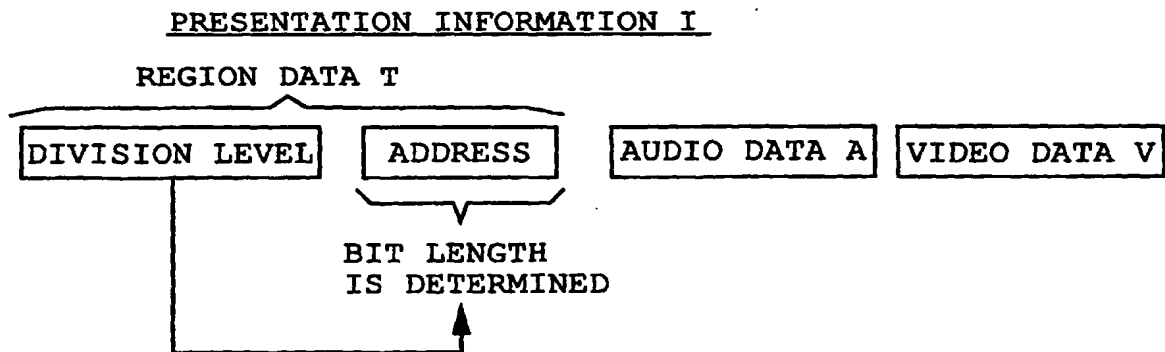 PRESENTATION INFORMATION I
REGION DATA T
DIVISION LEVEL ADDRESS AUDIO DATA A VIDEO DATA V
BIT LENGTH
IS DETERMINED